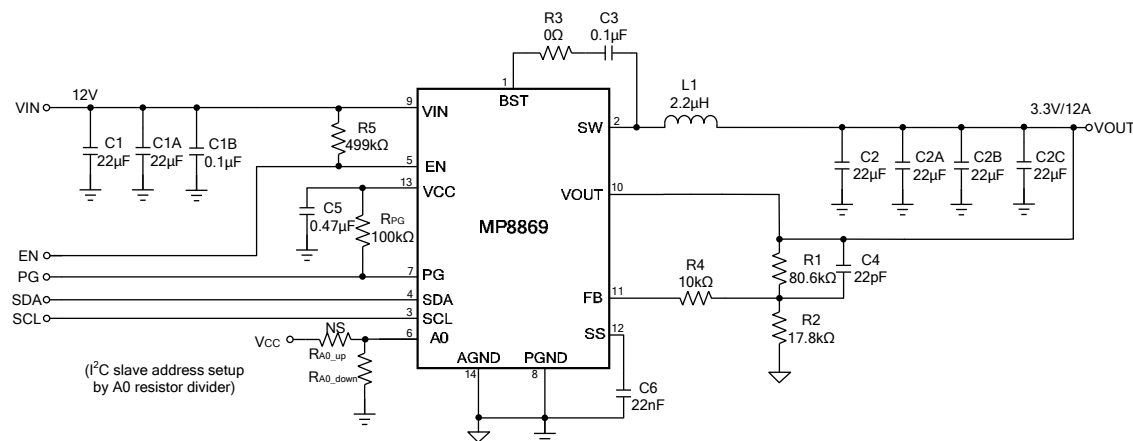 R3
0Ω
C3
0.1µF
1
BST
L1
2.2µH
12V
VIN
9
VIN
SW
2
3.3V/12A
VOUT
C1
22µF
C1A
22µF
C1B
0.1µF
R5
499kΩ
5
EN
13
VCC
C5
0.47µF
RPG
100kΩ
MP8869
VOUT
10
C2
22µF
C2A
22µF
C2B
22µF
C2C
22µF
R1
80.6kΩ
C4
22pF
EN
PG
7
PG
SDA
4
SDA
SCL
3
SCL
R4
10kΩ
FB
11
R2
17.8kΩ
SS
12
VCC
NS
6
A0
RA0_up
RA0_down
(I²C slave address setup
by A0 resistor divider)
AGND
14
PGND
8
C6
22nF